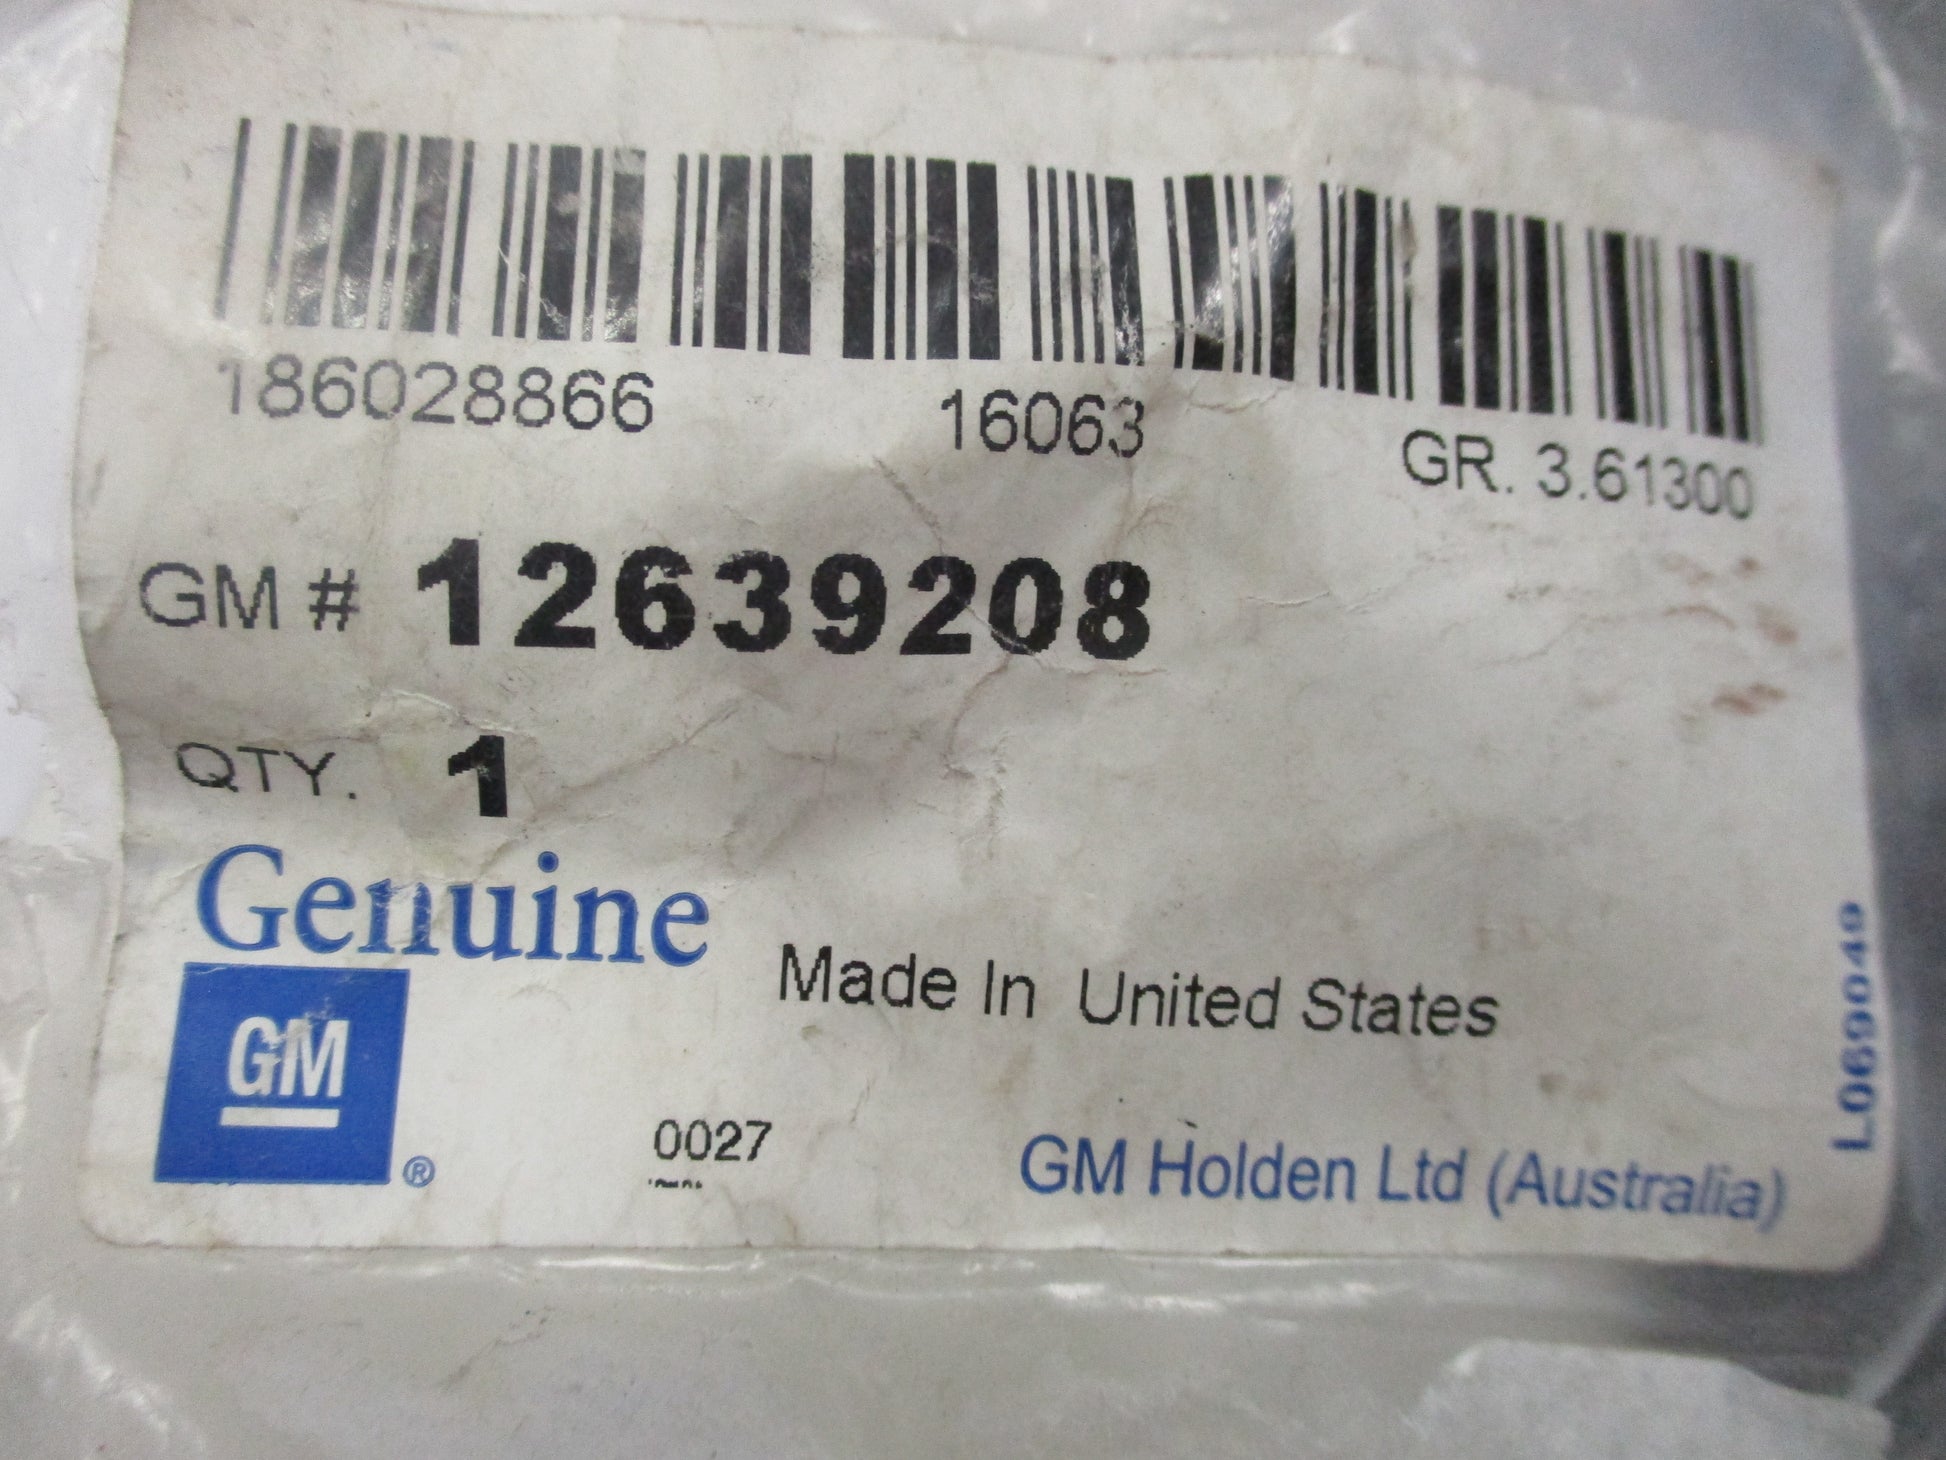 186028866 16063 GR. 3.61300
GM # 12639208
QTY. 1
Genuine
Made In United States
GM
®
0027
GM Holden Ltd (Australia)
L069049